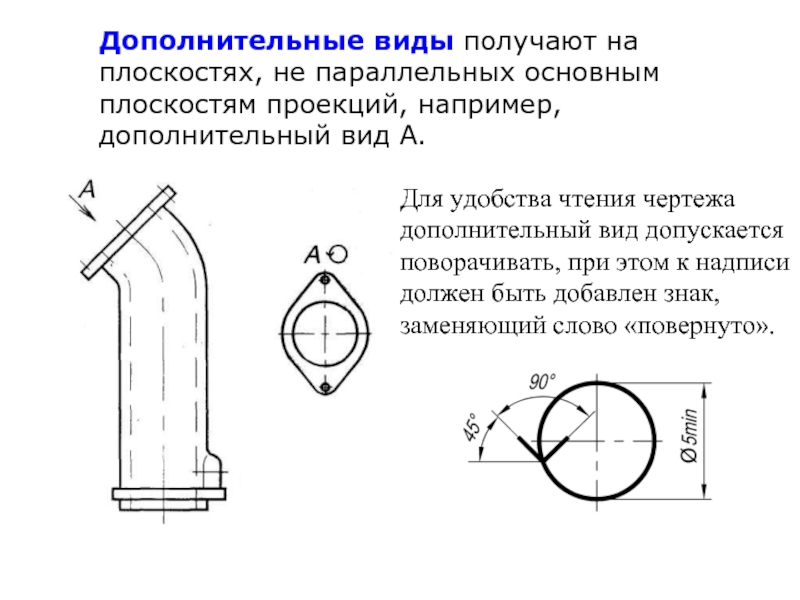 Дополнительные виды получают на
плоскостях, не параллельных основным
плоскостям проекций, например,
дополнительный вид А.
А
А
Для удобства чтения чертежа
дополнительный вид допускается
поворачивать, при этом к надписи
должен быть добавлен знак,
заменяющий слово «повернуто».
90°
45°
Ø 5min